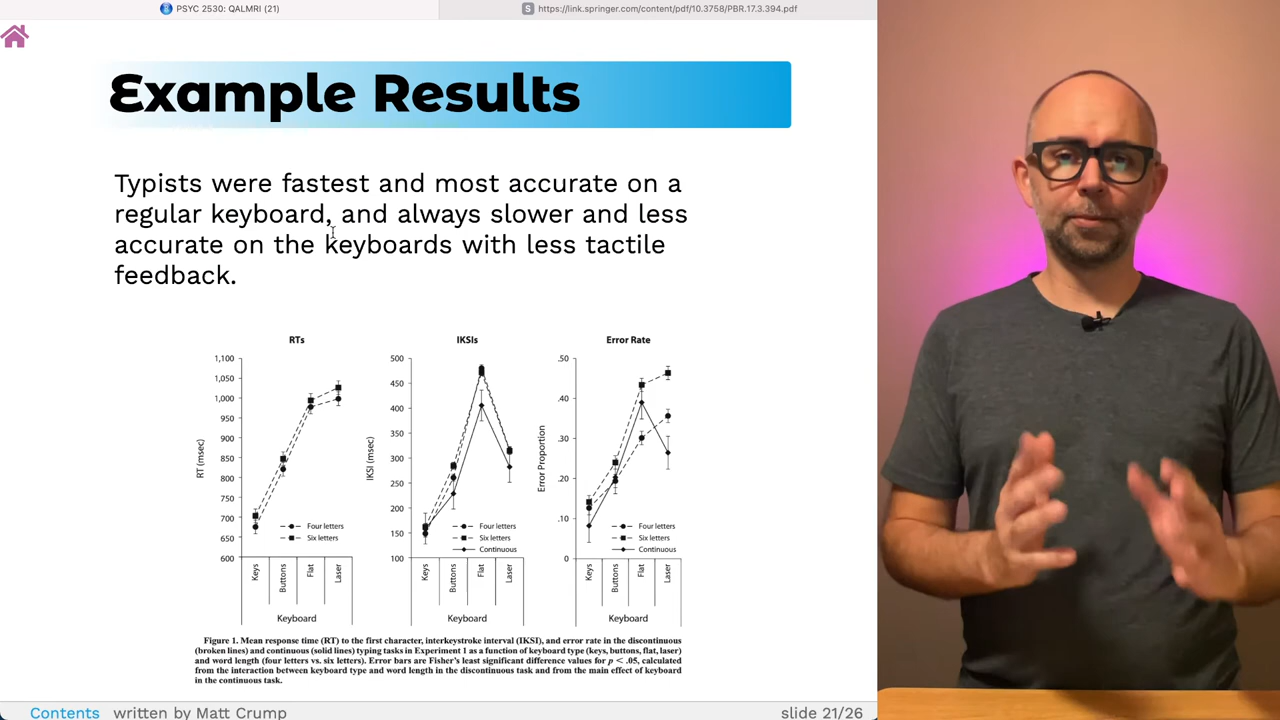 PSYC 2530: QALMRI (21)
S https://link.springer.com/content/pdf/10.3758/PBR.17.3.394.pdf
Example Results
Typists were fastest and most accurate on a
regular keyboard, and always slower and less
accurate on the keyboards with less tactile
feedback.
RTs
1,100
1,050
1,000
950
900
850
800
750
700
650
600
RT (msec)
Four letters
Six letters
Keys
Buttons
Flat
Laser
Keyboard
IKSIs
500
450
400
350
300
250
200
150
100
IKSI (msec)
Four letters
Six letters
Continuous
Keys
Buttons
Flat
Laser
Keyboard
Error Rate
.50
.40
.30
.20
.10
0
Error Proportion
Four letters
Six letters
Continuous
Keys
Buttons
Flat
Laser
Keyboard
Figure 1. Mean response time (RT) to the first character, interkeystroke interval (IKSI), and error rate in the discontinuous
(broken lines) and continuous (solid lines) typing tasks in Experiment 1 as a function of keyboard type (keys, buttons, flat, laser)
and word length (four letters vs. six letters). Error bars are Fisher's least significant difference values for p < .05, calculated
from the interaction between keyboard type and word length in the discontinuous task and from the main effect of keyboard
in the continuous task.
Contents written by Matt Crump
slide 21/26